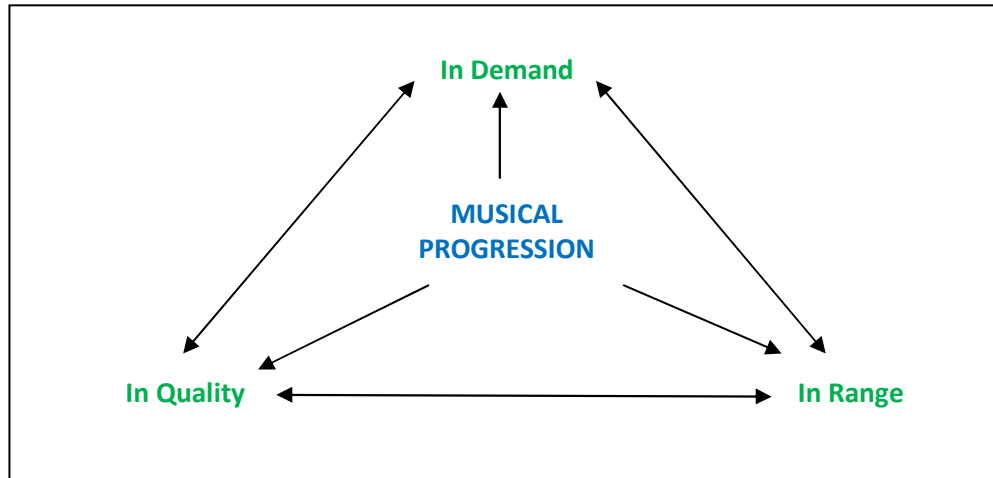 In Demand
MUSICAL
PROGRESSION
In Quality
In Range